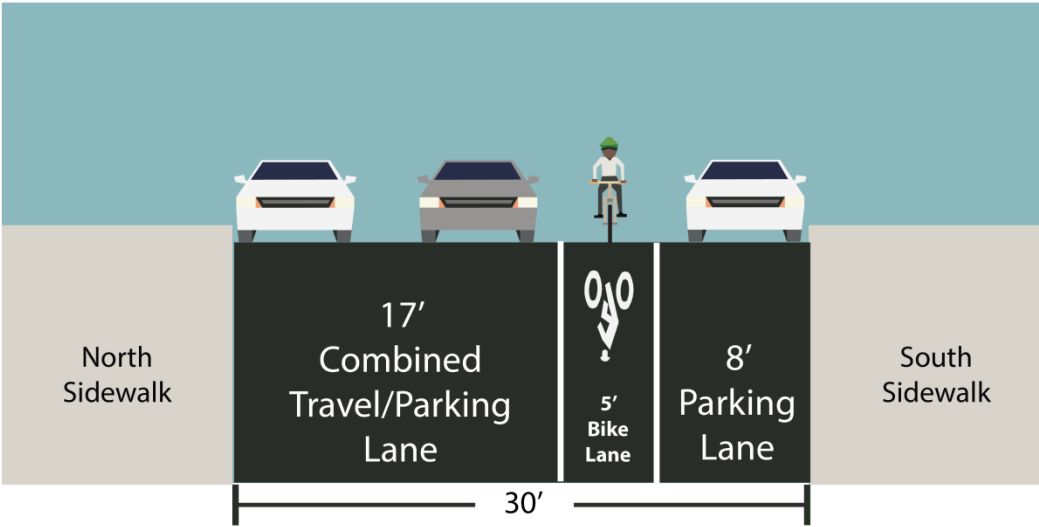 North
Sidewalk
17’
Combined
Travel/Parking
Lane
5’
Bike
Lane
8’
Parking
Lane
South
Sidewalk
30’